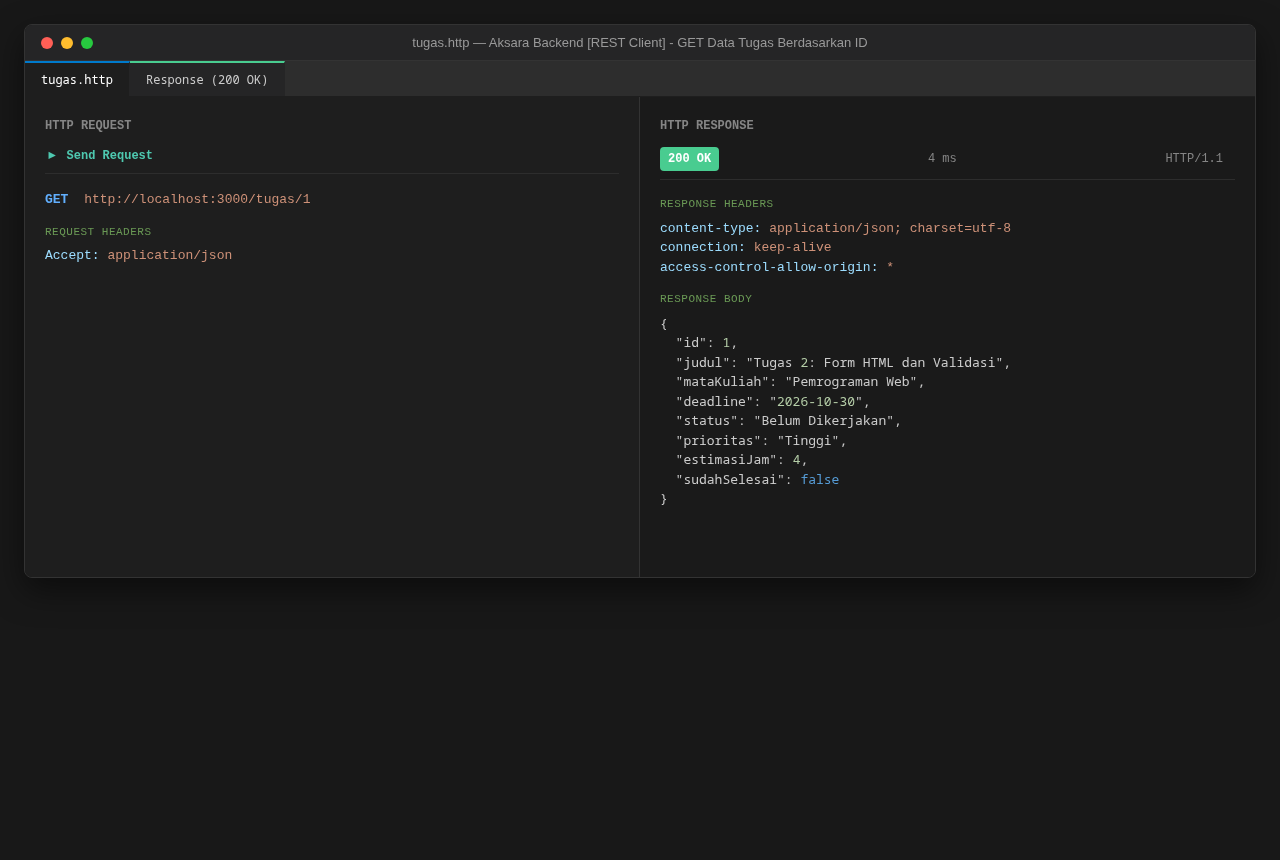 tugas.http — Aksara Backend [REST Client] - GET Data Tugas Berdasarkan ID
tugas.http
Response (200 OK)
HTTP REQUEST
► Send Request
GET http://localhost:3000/tugas/1
REQUEST HEADERS
Accept: application/json
HTTP RESPONSE
200 OK 4 ms HTTP/1.1
RESPONSE HEADERS
content-type: application/json; charset=utf-8
connection: keep-alive
access-control-allow-origin: *
RESPONSE BODY
{
  "id": 1,
  "judul": "Tugas 2: Form HTML dan Validasi",
  "mataKuliah": "Pemrograman Web",
  "deadline": "2026-10-30",
  "status": "Belum Dikerjakan",
  "prioritas": "Tinggi",
  "estimasiJam": 4,
  "sudahSelesai": false
}